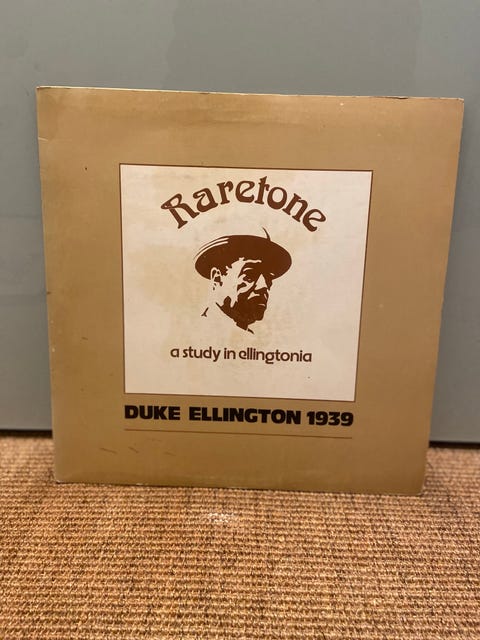 Raretone
a study in ellingtonia
DUKE ELLINGTON 1939